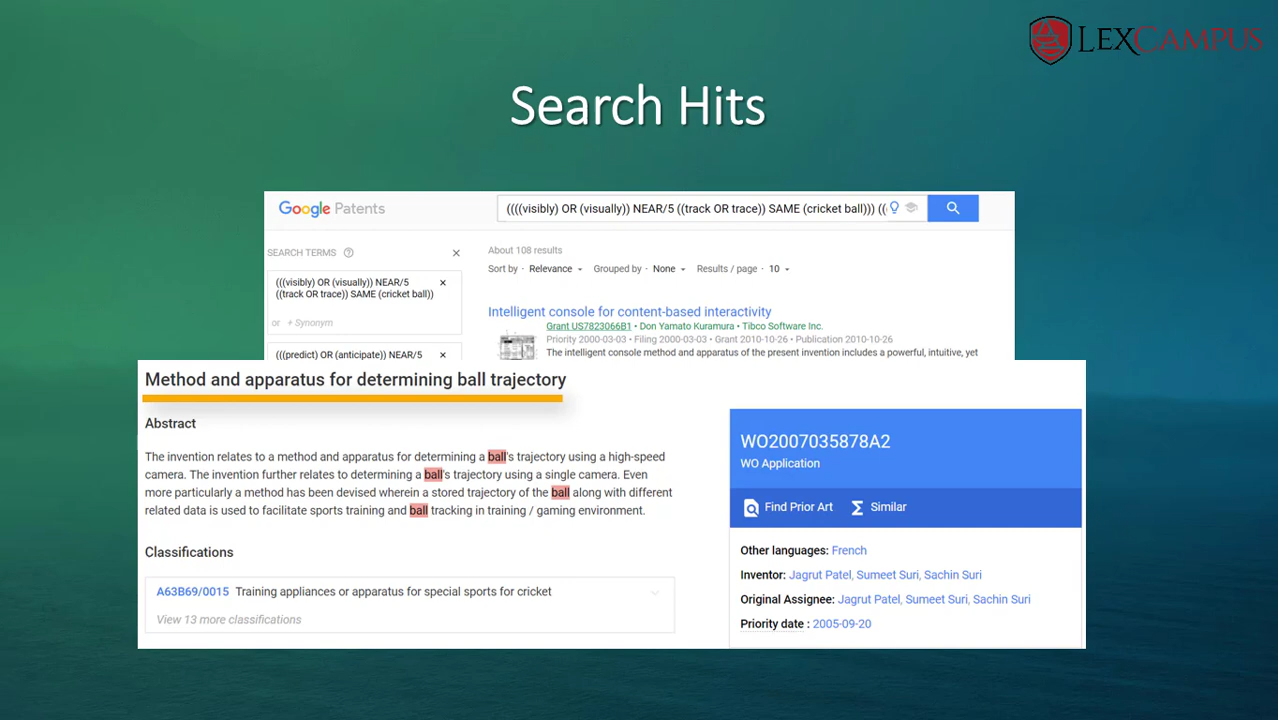 LEXCAMPUS
Search Hits
Google Patents
((((visibly) OR (visually)) NEAR/5 ((track OR trace)) SAME (cricket ball))) ((
SEARCH TERMS
About 108 results
Sort by · Relevance Grouped by · None Results / page · 10
(((visibly) OR (visually)) NEAR/5
((track OR trace)) SAME (cricket ball))
or + Synonym
(((predict) OR (anticipate)) NEAR/5
Intelligent console for content-based interactivity
Grant US7823066B1 • Don Yamato Kuramura • Tibco Software Inc.
Priority 2000-03-03 • Filing 2000-03-03 • Grant 2010-10-26 • Publication 2010-10-26
The intelligent console method and apparatus of the present invention includes a powerful, intuitive, yet
Method and apparatus for determining ball trajectory
Abstract
The invention relates to a method and apparatus for determining a ball's trajectory using a high-speed
camera. The invention further relates to determining a ball's trajectory using a single camera. Even
more particularly a method has been devised wherein a stored trajectory of the ball along with different
related data is used to facilitate sports training and ball tracking in training / gaming environment.
Classifications
A63B69/0015 Training appliances or apparatus for special sports for cricket
View 13 more classifications
WO2007035878A2
WO Application
Find Prior Art Similar
Other languages: French
Inventor: Jagrut Patel, Sumeet Suri, Sachin Suri
Original Assignee: Jagrut Patel, Sumeet Suri, Sachin Suri
Priority date : 2005-09-20